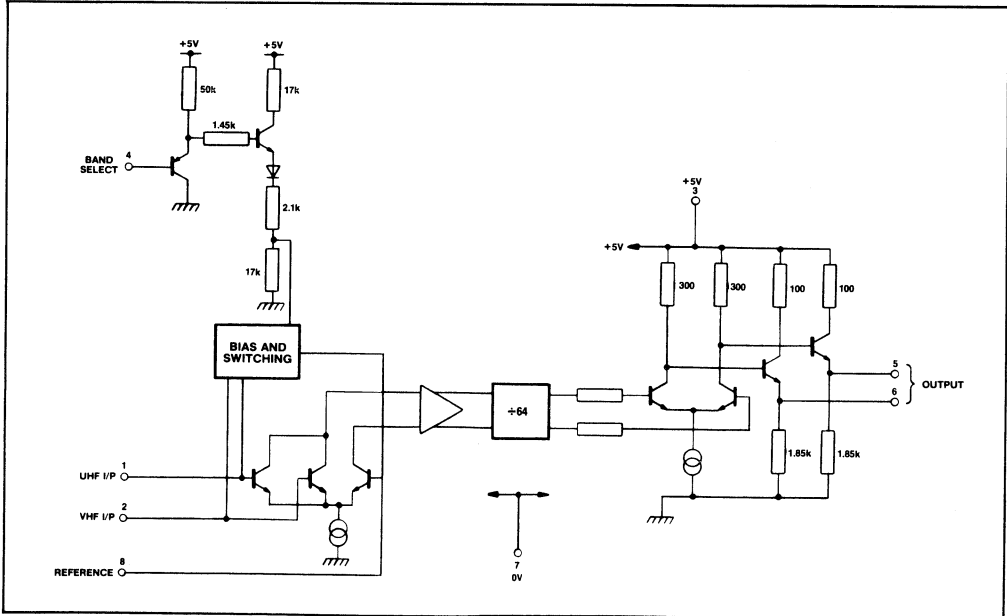 +5V
+5V
50k
17k
1.45k
BAND
SELECT
4
2.1k
17k
BIAS AND
SWITCHING
+5V
3
+5V
300
300
100
100
÷64
5
6
OUTPUT
1.85k
1.85k
1
UHF I/P
2
VHF I/P
8
REFERENCE
7
0V